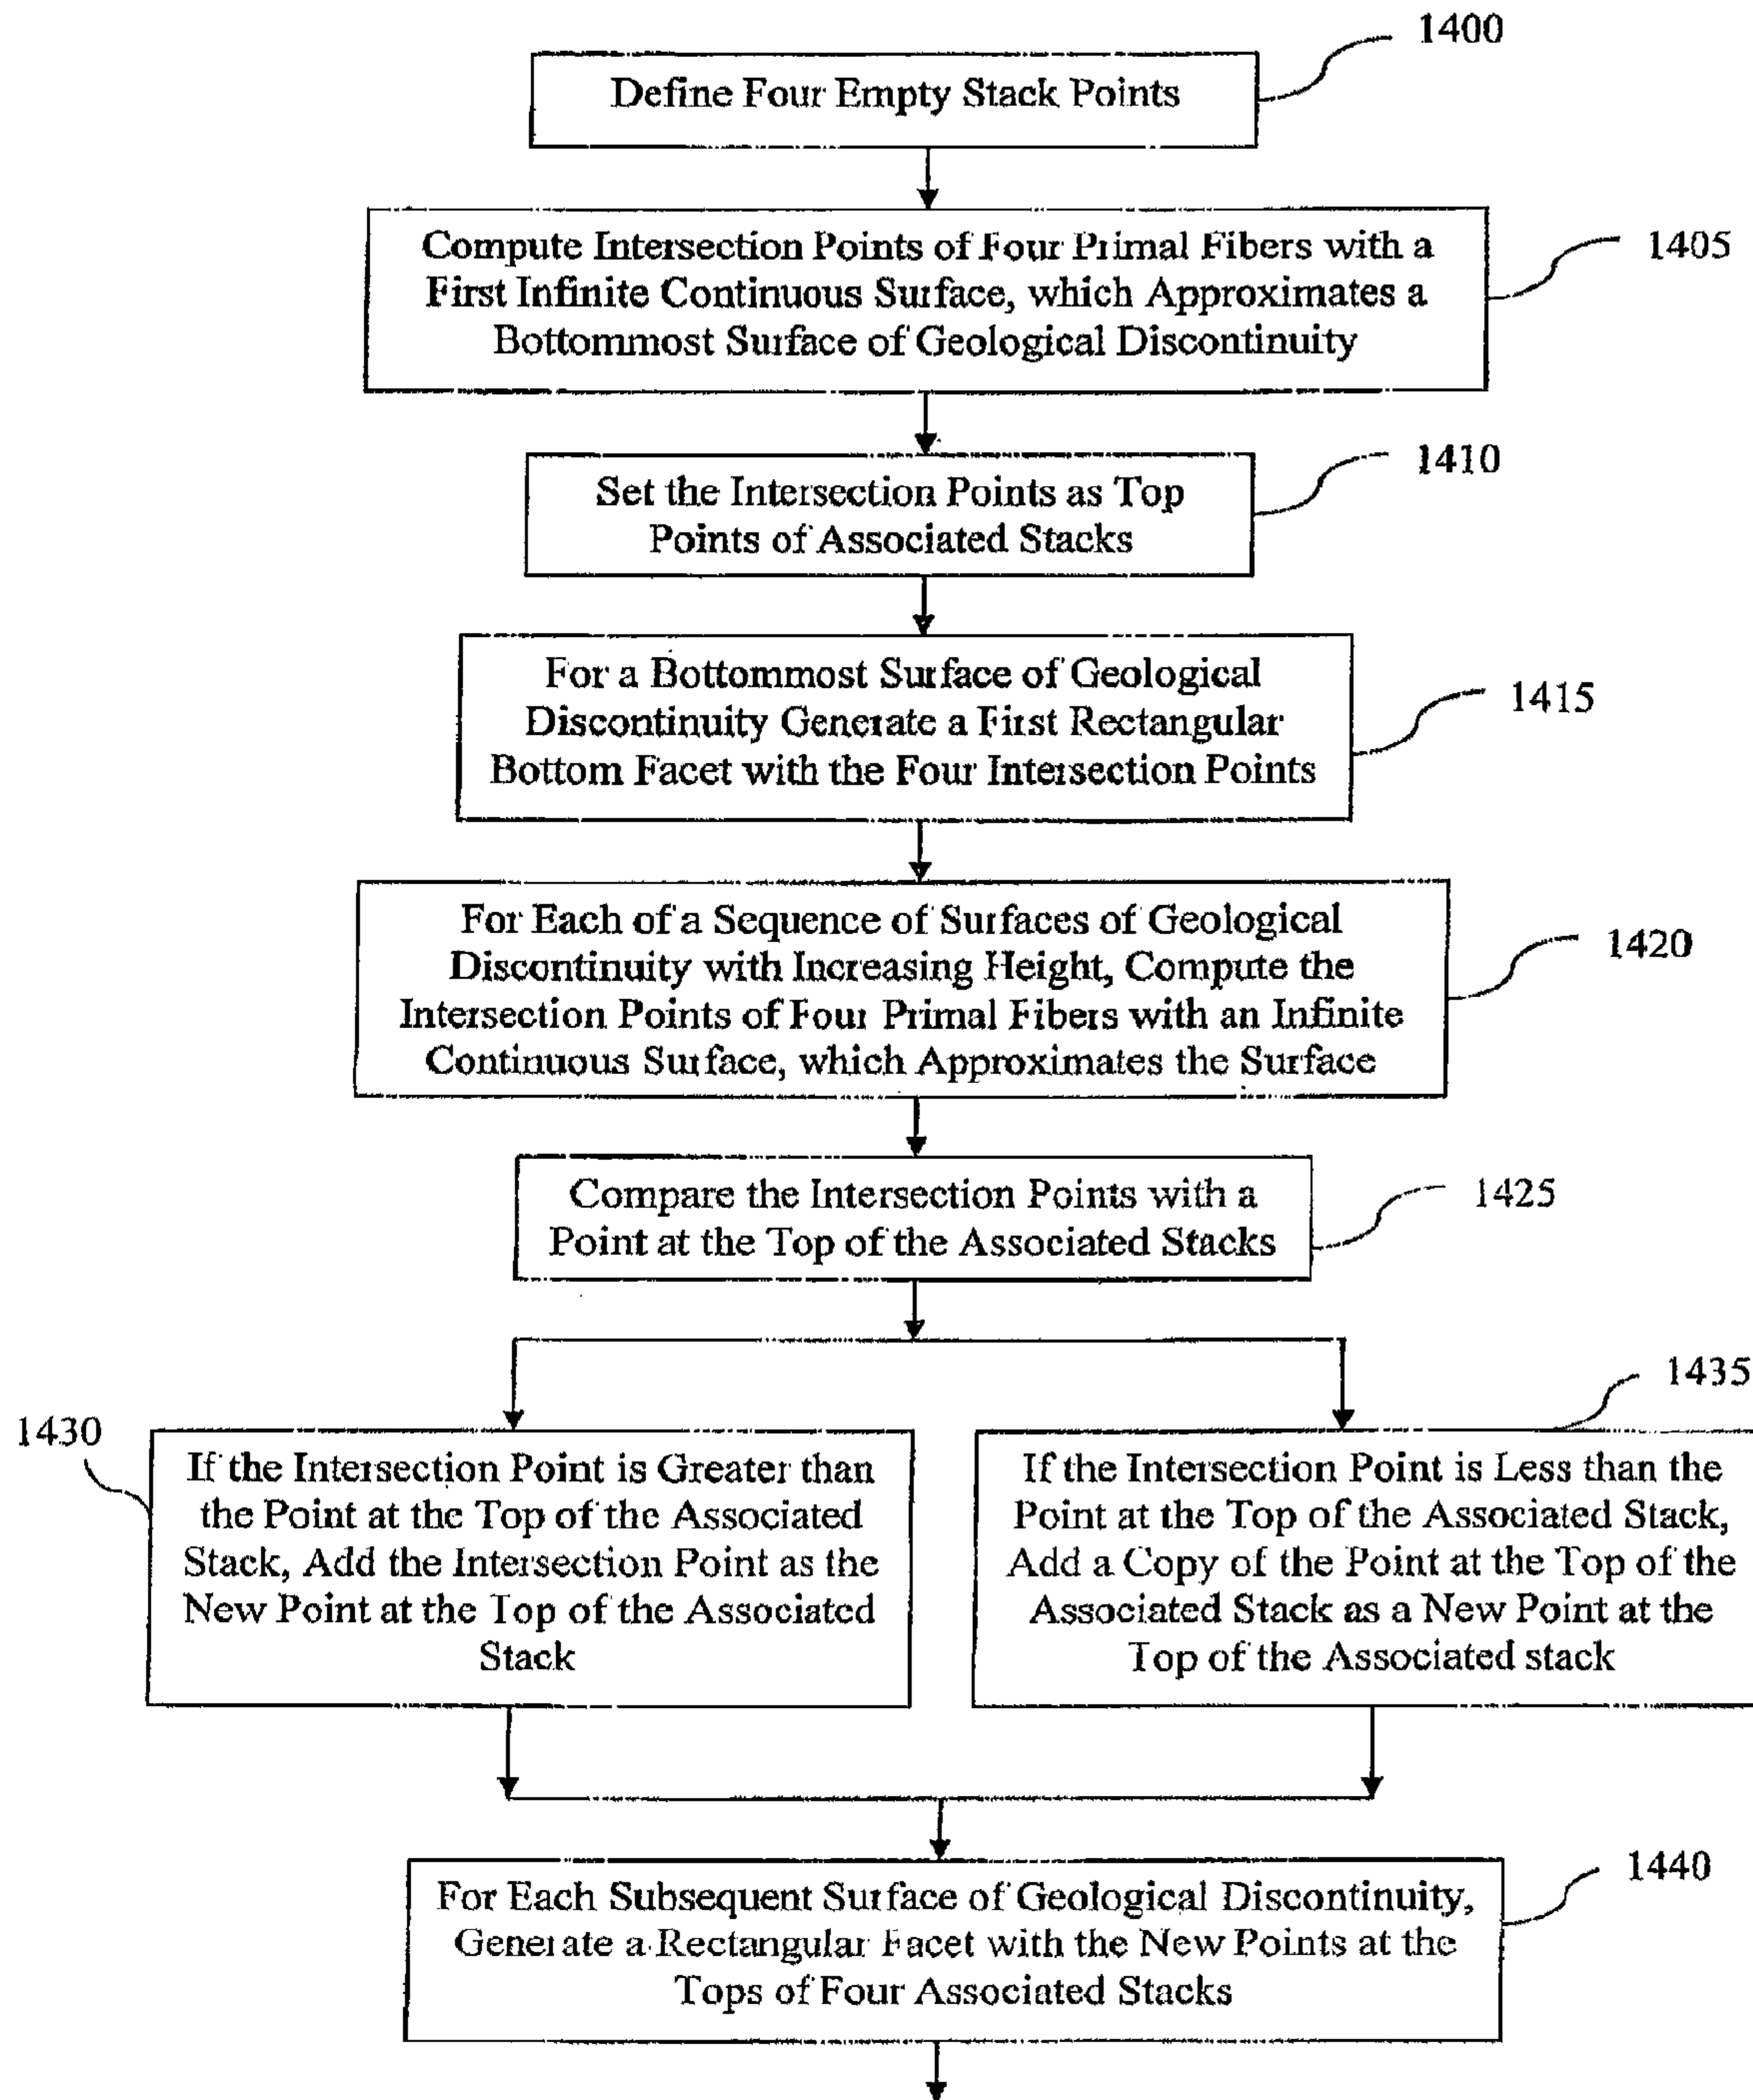 1400
Define Four Empty Stack Points
Compute Intersection Points of Four Primal Fibers with a
First Infinite Continuous Surface, which Approximates a
Bottommost Surface of Geological Discontinuity
1405
Set the Intersection Points as Top
Points of Associated Stacks
1410
For a Bottommost Surface of Geological
Discontinuity Generate a First Rectangular
Bottom Facet with the Four Intersection Points
1415
For Each of a Sequence of Surfaces of Geological
Discontinuity with Increasing Height, Compute the
Intersection Points of Four Primal Fibers with an Infinite
Continuous Surface, which Approximates the Surface
1420
Compare the Intersection Points with a
Point at the Top of the Associated Stacks
1425
1430
If the Intersection Point is Greater than
the Point at the Top of the Associated
Stack, Add the Intersection Point as the
New Point at the Top of the Associated
Stack
1435
If the Intersection Point is Less than the
Point at the Top of the Associated Stack,
Add a Copy of the Point at the Top of the
Associated Stack as a New Point at the
Top of the Associated stack
For Each Subsequent Surface of Geological Discontinuity,
Generate a Rectangular Facet with the New Points at the
Tops of Four Associated Stacks
1440